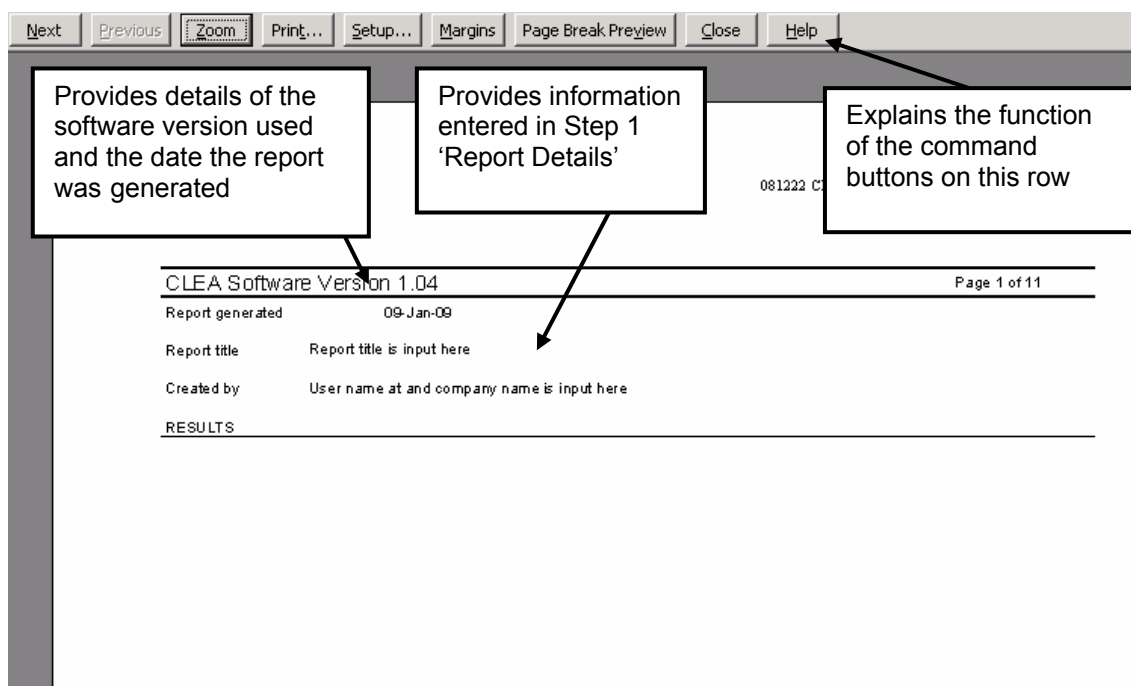 Next Previous Zoom Print... Setup... Margins Page Break Preview Close Help
Provides details of the
software version used
and the date the report
was generated
Provides information
entered in Step 1
‘Report Details’
Explains the function
of the command
buttons on this row
081222
CLEA Software Version 1.04 Page 1 of 11
Report generated 09-Jan-09
Report title Report title is input here
Created by User name at and company name is input here
RESULTS